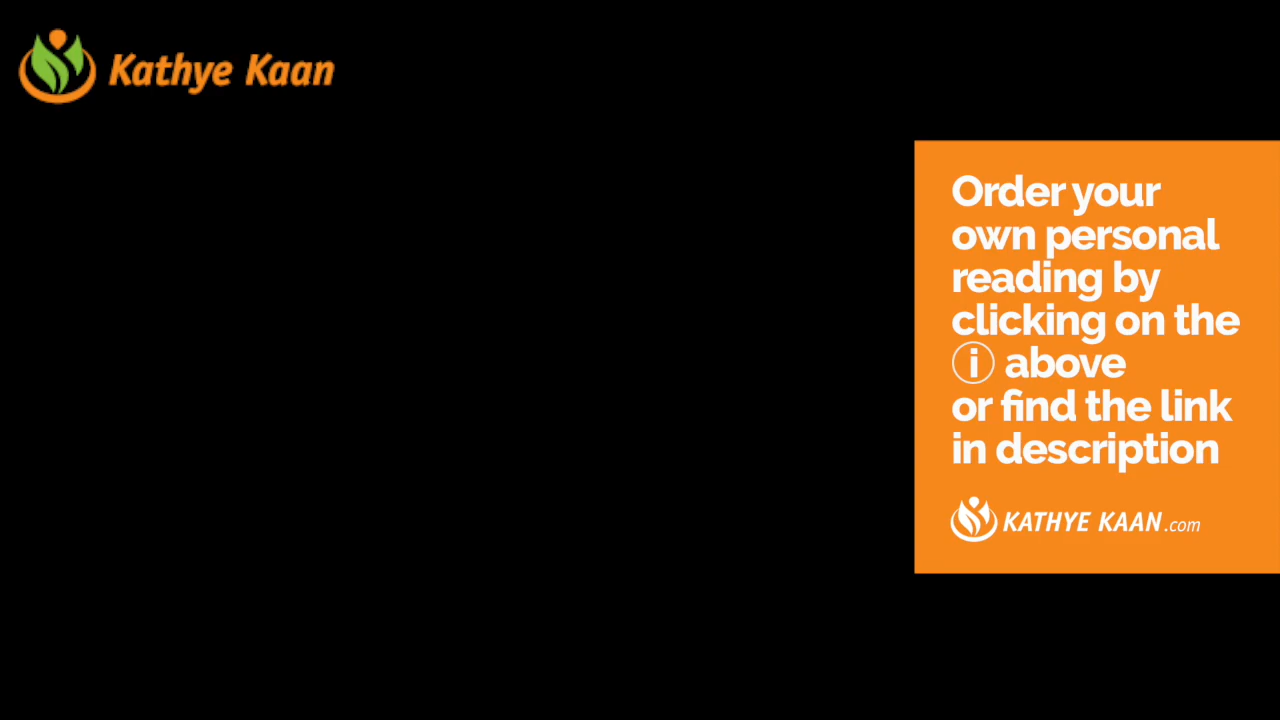 Kathye Kaan
Order your
own personal
reading by
clicking on the
i above
or find the link
in description
KATHYE KAAN.com